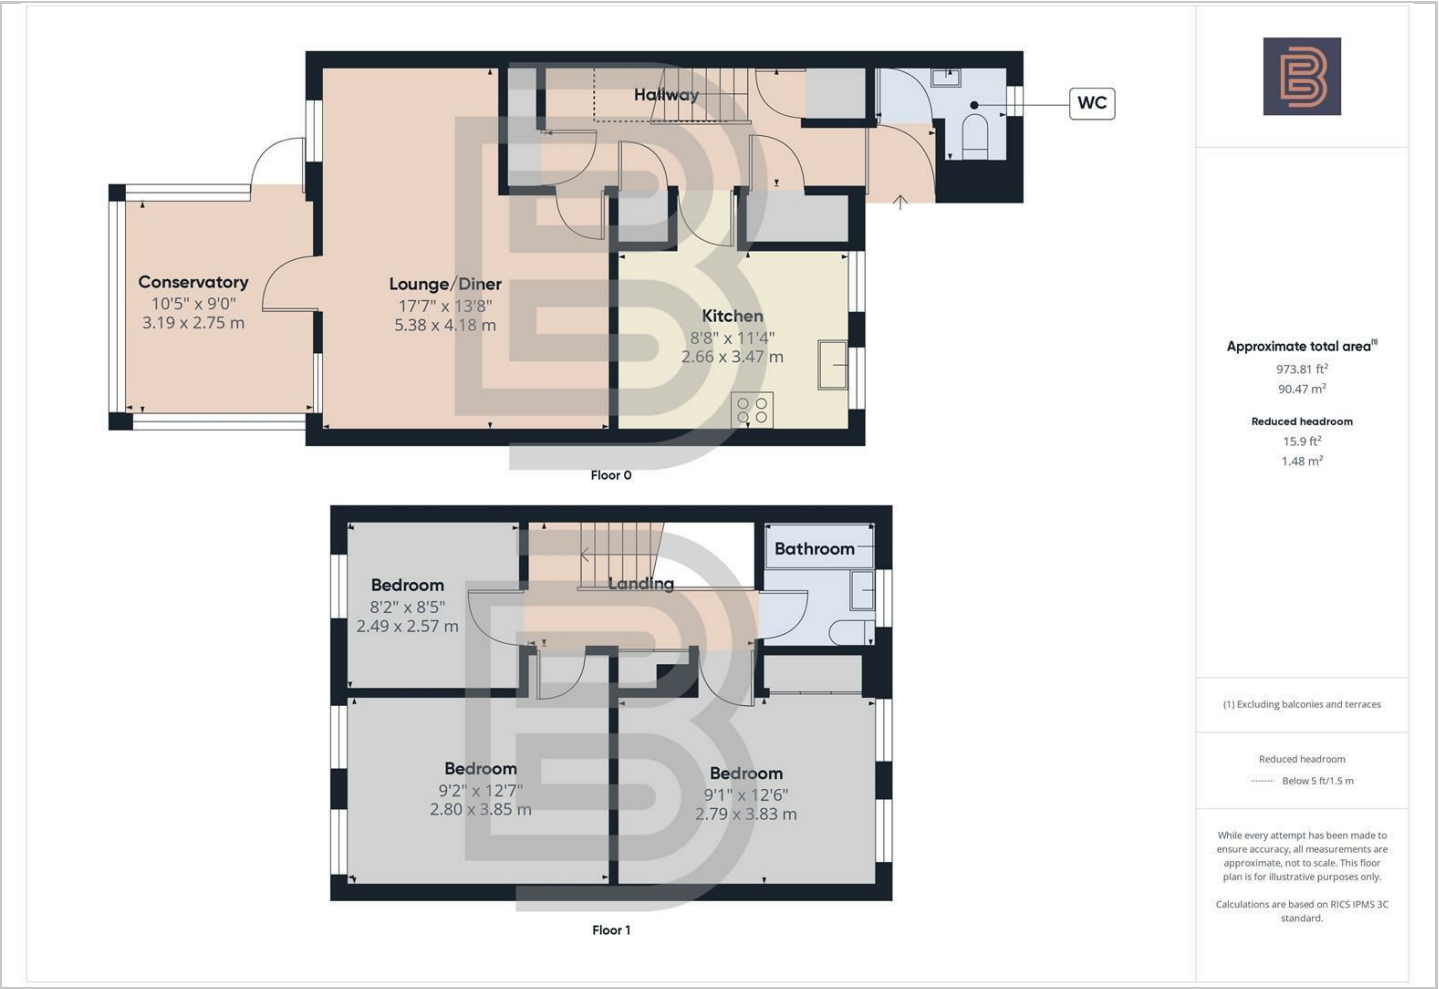 Hallway
WC
Conservatory
10'5" x 9'0"
3.19 x 2.75 m
Lounge/Diner
17'7" x 13'8"
5.38 x 4.18 m
Kitchen
8'8" x 11'4"
2.66 x 3.47 m
Floor 0
Bedroom
8'2" x 8'5"
2.49 x 2.57 m
Landing
Bathroom
Bedroom
9'2" x 12'7"
2.80 x 3.85 m
Bedroom
9'1" x 12'6"
2.79 x 3.83 m
Floor 1
B
Approximate total area(1)
973.81 ft²
90.47 m²
Reduced headroom
15.9 ft²
1.48 m²
(1) Excluding balconies and terraces
Reduced headroom
Below 5 ft/1.5 m
While every attempt has been made to
ensure accuracy, all measurements are
approximate, not to scale. This floor
plan is for illustrative purposes only.
Calculations are based on RICS IPMS 3C
standard.